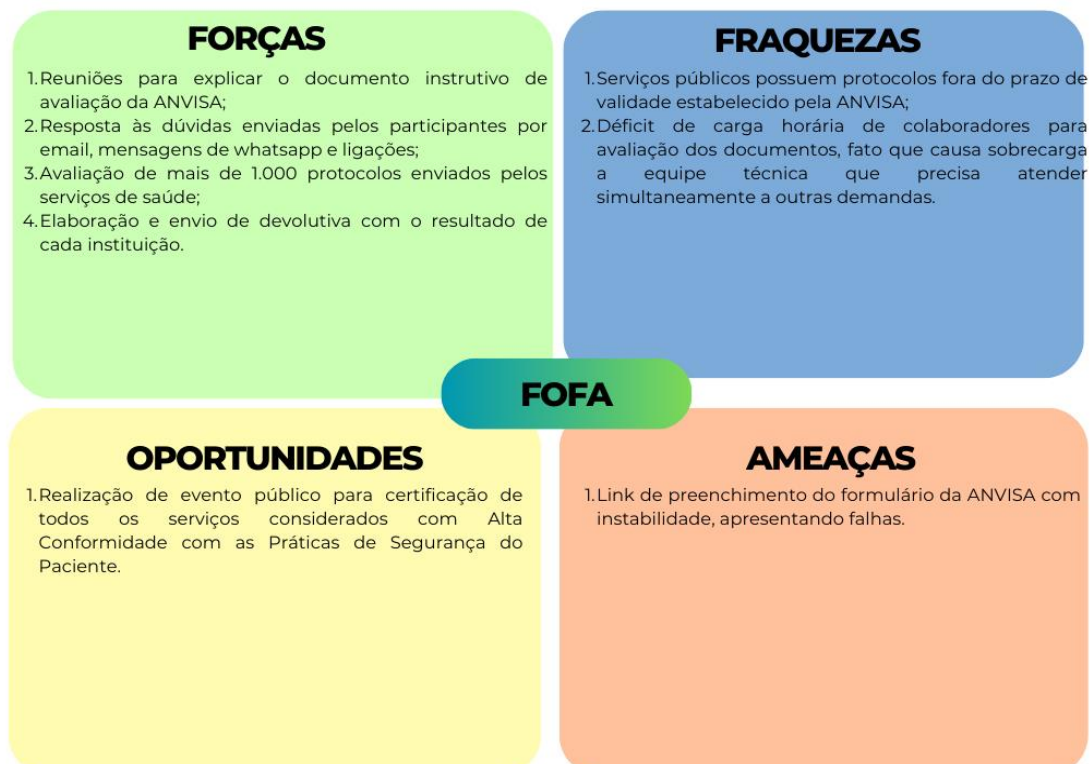 FORÇAS
1.Reuniões para explicar o documento instrutivo de
avaliação da ANVISA;
2.Resposta às dúvidas enviadas pelos participantes por
email, mensagens de whatsapp e ligações;
3.Avaliação de mais de 1.000 protocolos enviados pelos
serviços de saúde;
4.Elaboração e envio de devolutiva com o resultado de
cada instituição.
FRAQUEZAS
1.Serviços públicos possuem protocolos fora do prazo de
validade estabelecido pela ANVISA;
2.Déficit de carga horária de colaboradores para
avaliação dos documentos, fato que causa sobrecarga
a equipe técnica que precisa atender
simultaneamente a outras demandas.
FOFA
OPORTUNIDADES
1.Realização de evento público para certificação de
todos os serviços considerados com Alta
Conformidade com as Práticas de Segurança do
Paciente.
AMEAÇAS
1.Link de preenchimento do formulário da ANVISA com
instabilidade, apresentando falhas.